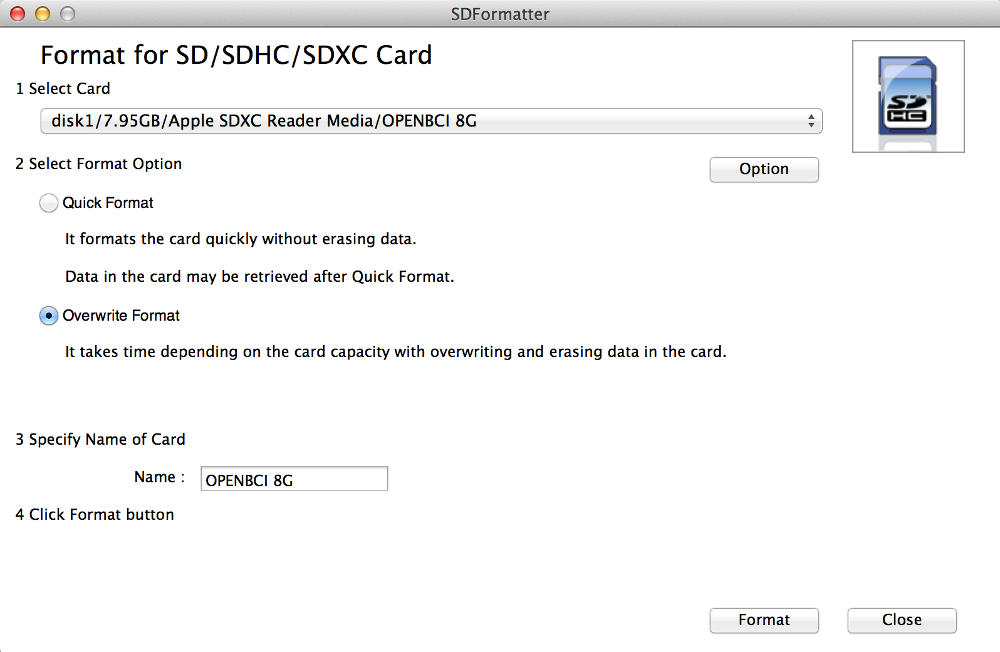 SDFormatter
Format for SD/SDHC/SDXC Card
1 Select Card
disk1/7.95GB/Apple SDXC Reader Media/OPENBCI 8G
2 Select Format Option
Option
Quick Format
It formats the card quickly without erasing data.
Data in the card may be retrieved after Quick Format.
Overwrite Format
It takes time depending on the card capacity with overwriting and erasing data in the card.
3 Specify Name of Card
Name : OPENBCI 8G
4 Click Format button
Format Close
SD
HC